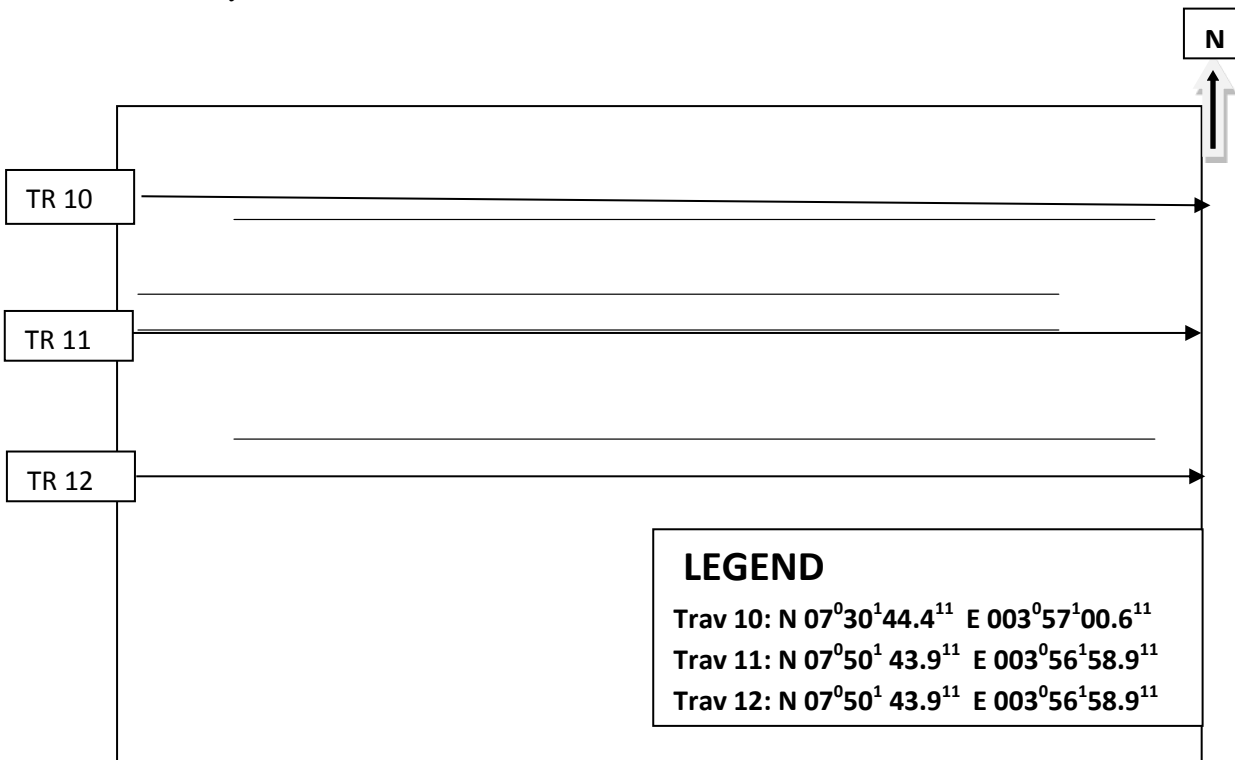 N
TR 10
TR 11
TR 12
LEGEND
Trav 10: N 07⁰30¹44.4¹¹ E 003⁰57¹00.6¹¹
Trav 11: N 07⁰50¹ 43.9¹¹ E 003⁰56¹58.9¹¹
Trav 12: N 07⁰50¹ 43.9¹¹ E 003⁰56¹58.9¹¹